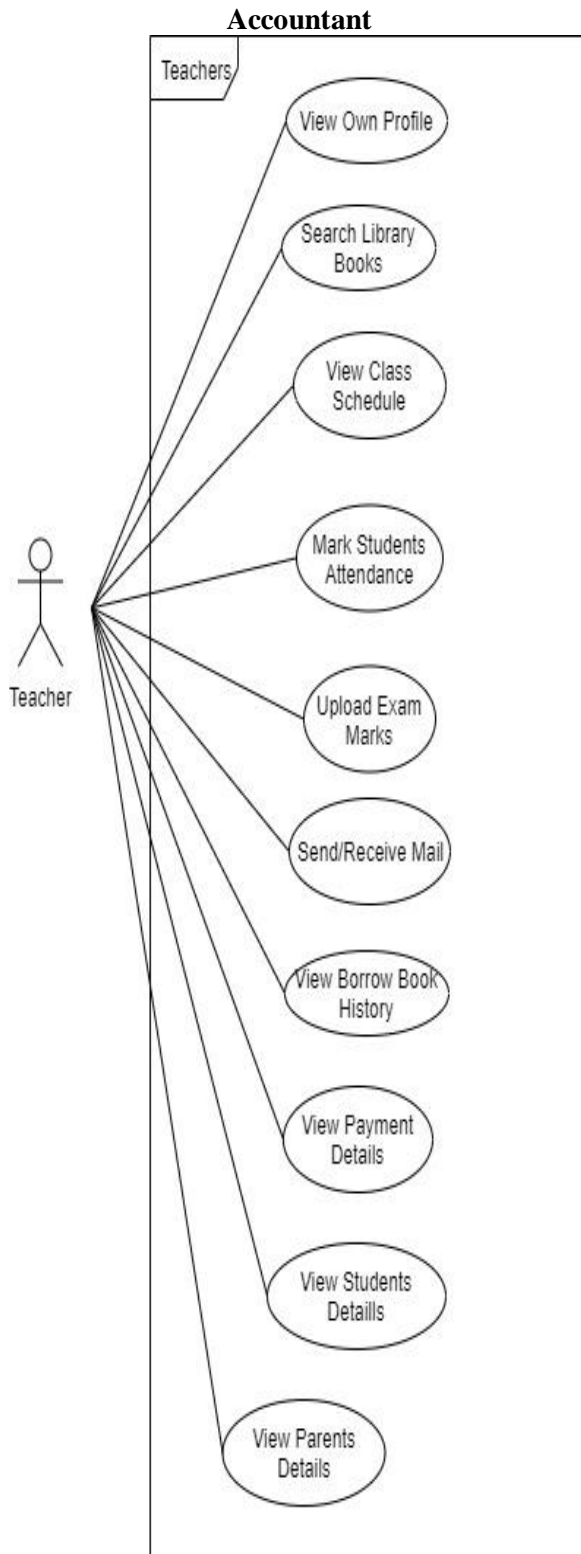 Accountant
Teachers
View Own Profile
Search Library
Books
View Class
Schedule
Mark Students
Attendance
Teacher
Upload Exam
Marks
Send/Receive Mail
View Borrow Book
History
View Payment
Details
View Students
Detaills
View Parents
Details